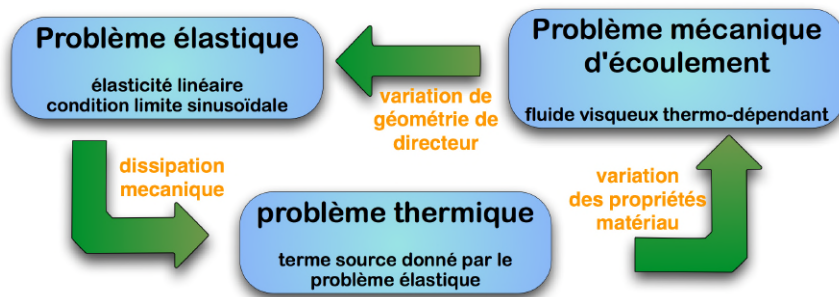 Problème élastique
élasticité linéaire
condition limite sinusoïdale
variation de
géométrie de
directeur
Problème mécanique
d'écoulement
fluide visqueux thermo-dépendant
dissipation
mecanique
problème thermique
terme source donné par le
problème élastique
variation
des propriétés
matériau